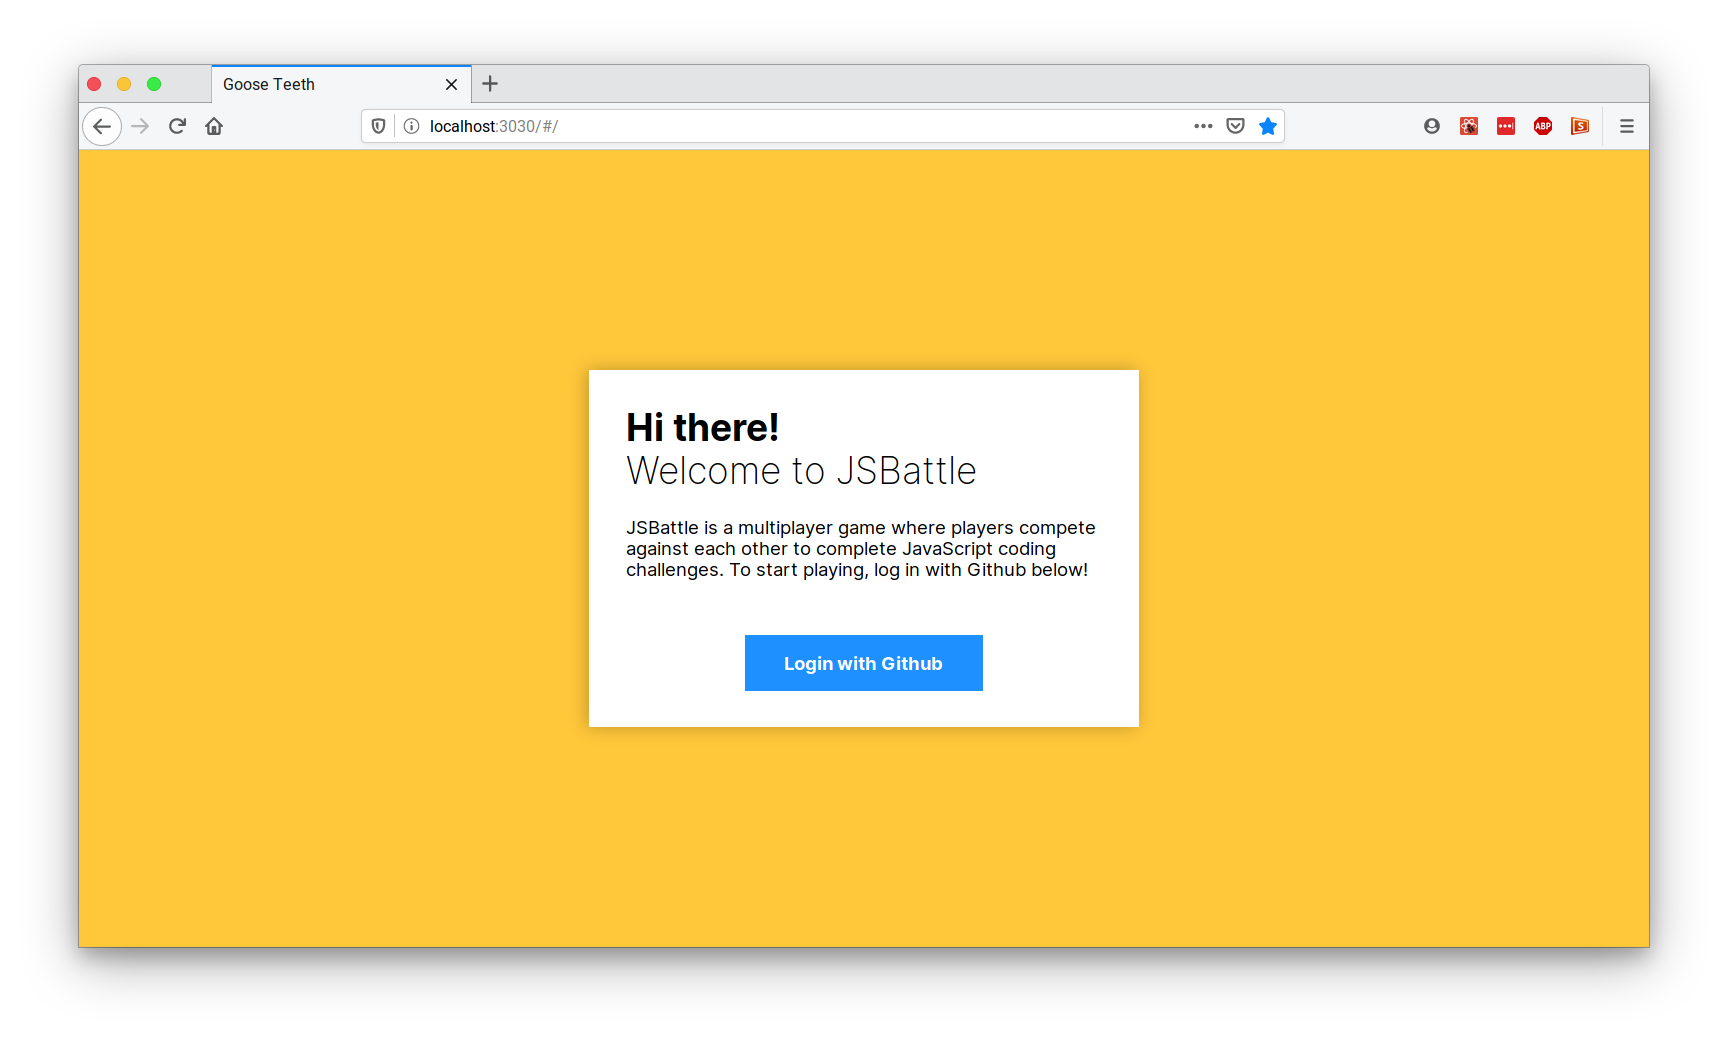 Goose Teeth
localhost:3030/#/
ABP
S
Hi there!
Welcome to JSBattle
JSBattle is a multiplayer game where players compete
against each other to complete JavaScript coding
challenges. To start playing, log in with Github below!
Login with Github